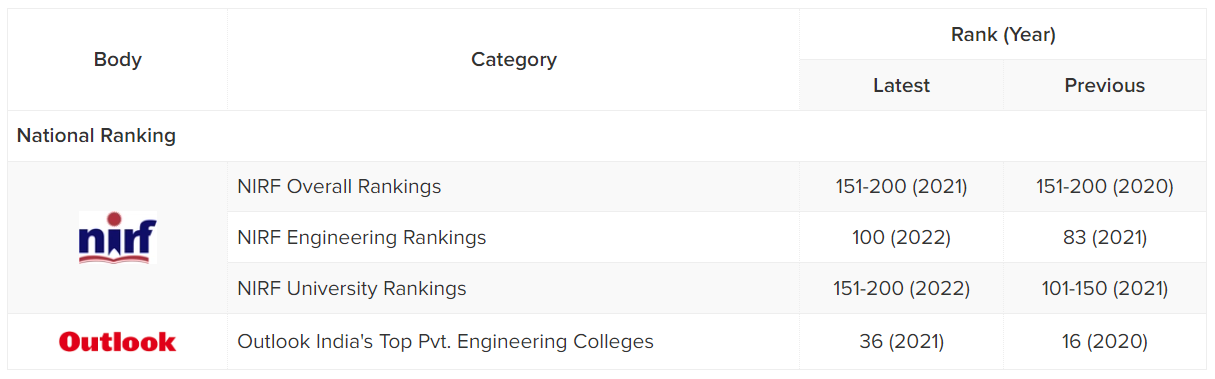 Body Category Rank (Year)
Latest Previous
National Ranking
nirf
NIRF Overall Rankings 151-200 (2021) 151-200 (2020)
NIRF Engineering Rankings 100 (2022) 83 (2021)
NIRF University Rankings 151-200 (2022) 101-150 (2021)
Outlook Outlook India's Top Pvt. Engineering Colleges 36 (2021) 16 (2020)